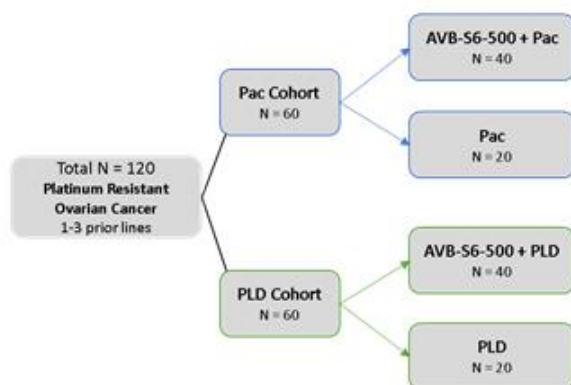 Total N = 120
Platinum Resistant
Ovarian Cancer
1-3 prior lines
Pac Cohort
N = 60
AVB-S6-500 + Pac
N = 40
Pac
N = 20
PLD Cohort
N = 60
AVB-S6-500 + PLD
N = 40
PLD
N = 20